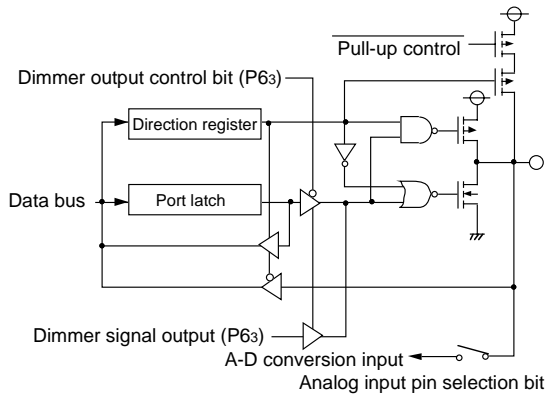 Pull-up control
Dimmer output control bit (P63)
Direction register
Data bus
Port latch
Dimmer signal output (P63)
A-D conversion input
Analog input pin selection bit